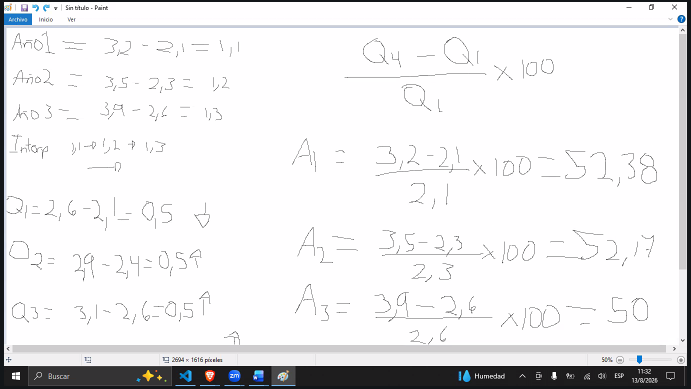 Sin título - Paint
Archivo Inicio Ver
Año1 = 3,2 - 2,1 = 1,1
Año2 = 3,5 - 2,3 = 1,2
Año3 = 3,9 - 2,6 = 1,3
Interp 1,1 → 1,2 → 1,3
Q1 = 2,6 - 2,1 = 0,5 ↓
Q2 = 2,9 - 2,4 = 0,5 ↑
Q3 = 3,1 - 2,6 = 0,5 ↑
Q4 - Q1
Q1
× 100
A1 = 3,2 - 2,1
2,1
× 100 = 52,38
A2 = 3,5 - 2,3
2,3
× 100 = 52,17
A3 = 3,9 - 2,6
2,6
× 100 = 50
2694 × 1616 píxeles
50%
Buscar
Humedad
ESP
11:32
13/8/2026